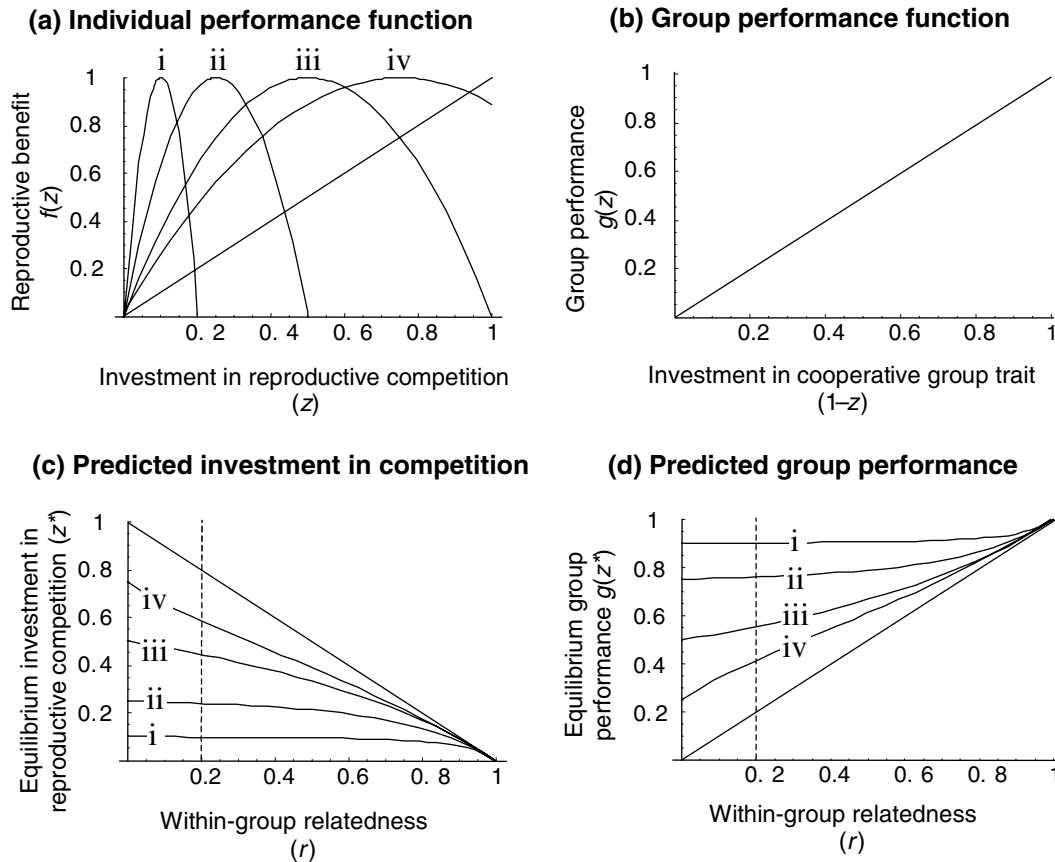 (a) Individual performance function
i ii iii iv
1
0.8
0.6
0.4
0.2
0. 2 0. 4 0. 6 0. 8 1
Reproductive benefit
f(z)
Investment in reproductive competition
(z)
(b) Group performance function
1
0.8
0.6
0.4
0.2
0.2 0.4 0.6 0.8 1
Group performance
g(z)
Investment in cooperative group trait
(1–z)
(c) Predicted investment in competition
1
0.8
0.6
0.4
0.2
iv
iii
ii
i
0.2 0. 4 0. 6 0. 8 1
Equilibrium investment in
reproductive competition (z*)
Within-group relatedness
(r)
(d) Predicted group performance
1
0.8
0.6
0.4
0.2
i
ii
iii
iv
0. 2 0. 4 0. 6 0. 8 1
Equilibrium group
performance g(z*)
Within-group relatedness
(r)